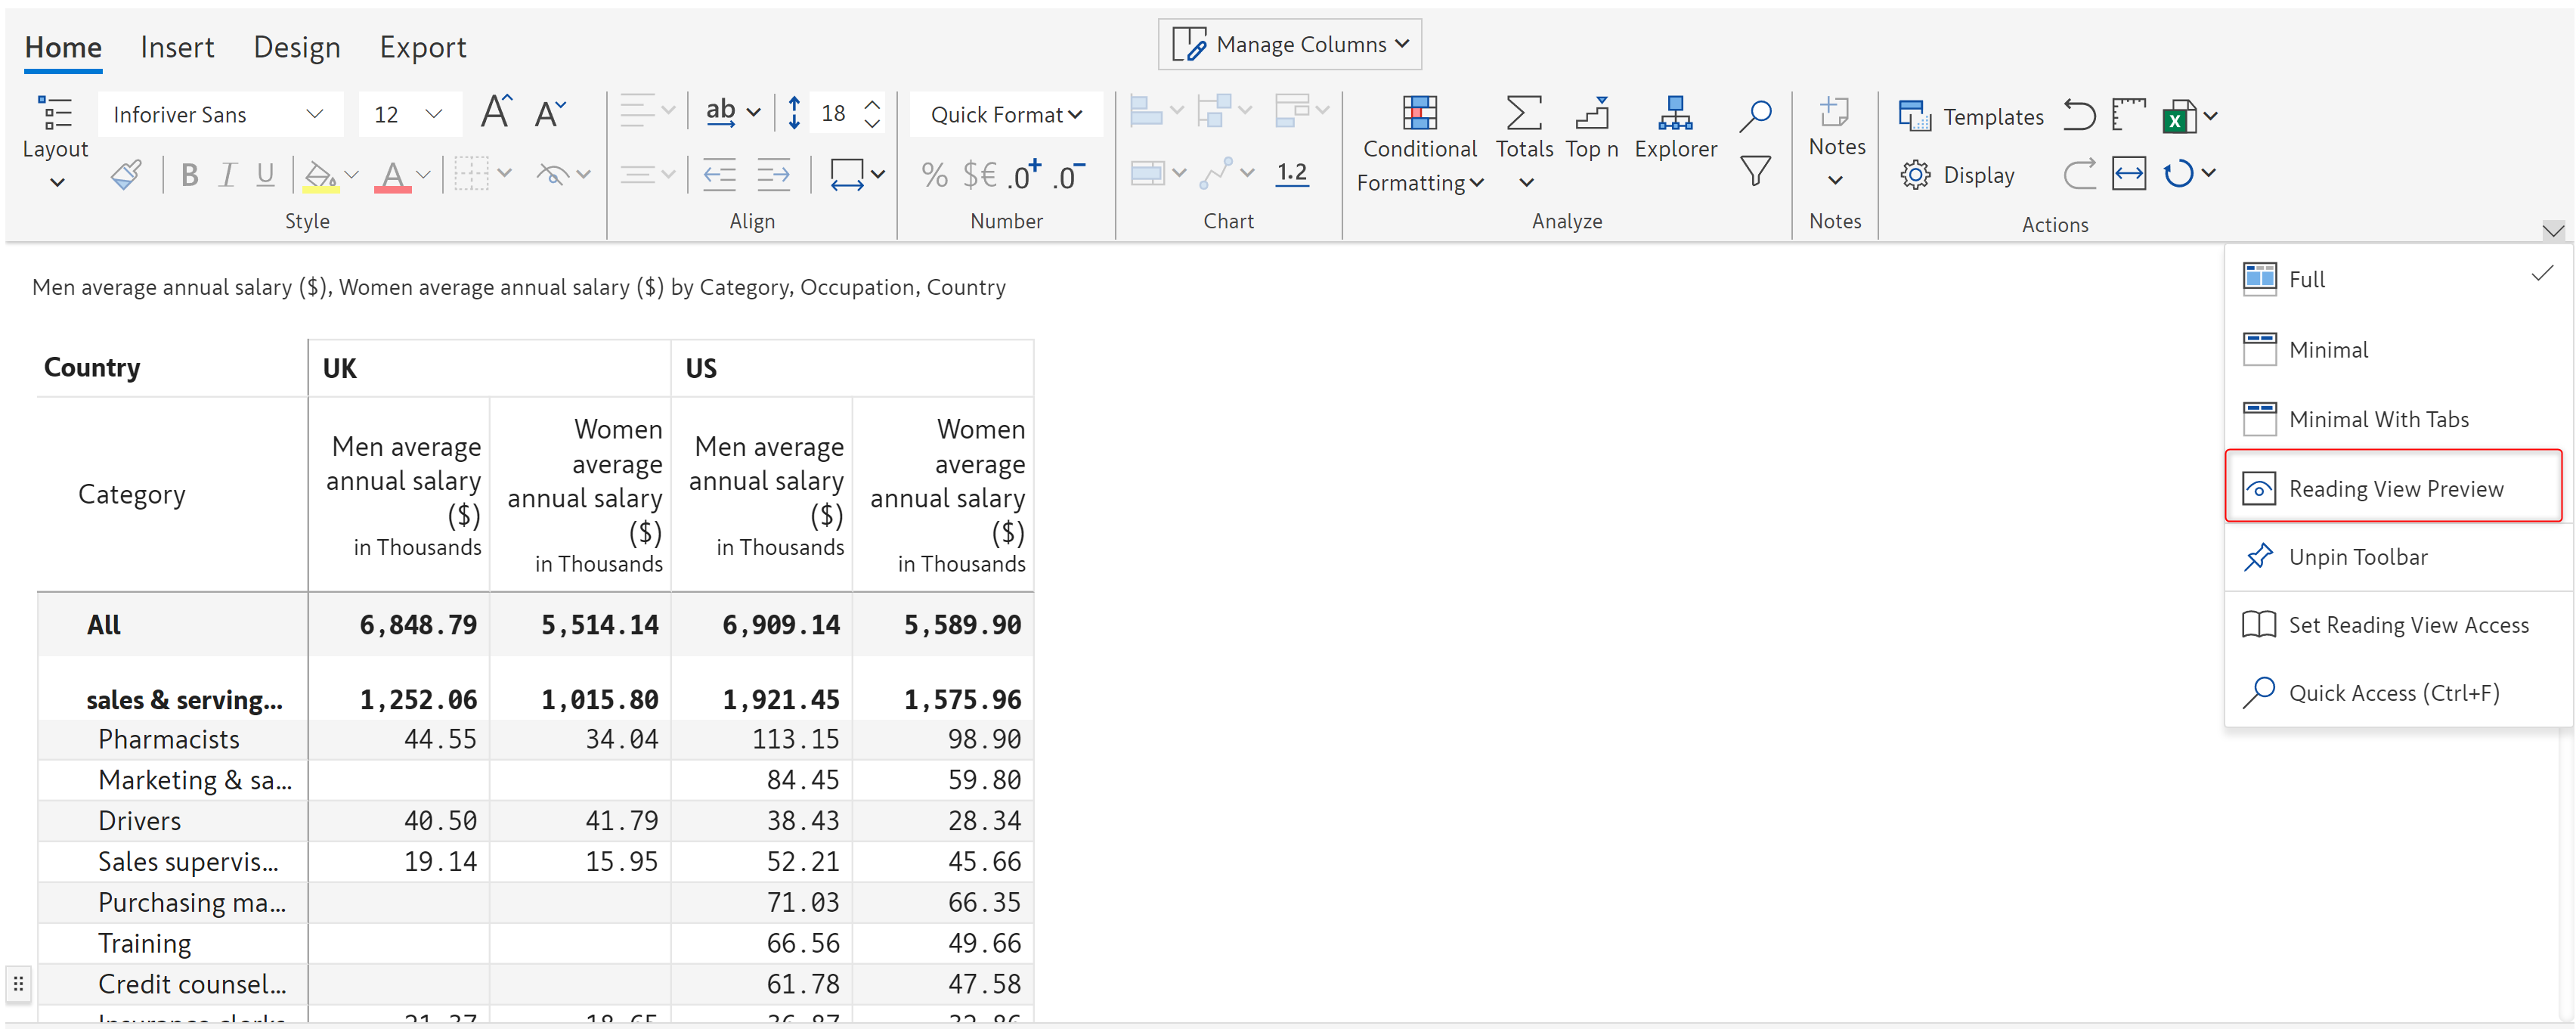 Home Insert Design Export Manage Columns
Layout Inforiver Sans 12 A A ab 18 Quick Format Conditional Formatting Totals Top n Explorer Notes Templates
B I U A % $€ .0+ .0- 1.2 Display
Style Align Number Chart Analyze Notes Actions
Men average annual salary ($), Women average annual salary ($) by Category, Occupation, Country
Full
Minimal
Minimal With Tabs
Reading View Preview
Unpin Toolbar
Set Reading View Access
Quick Access (Ctrl+F)
Country UK US
Category Men average annual salary ($) in Thousands Women average annual salary ($) in Thousands Men average annual salary ($) in Thousands Women average annual salary ($) in Thousands
All 6,848.79 5,514.14 6,909.14 5,589.90
sales & serving... 1,252.06 1,015.80 1,921.45 1,575.96
Pharmacists 44.55 34.04 113.15 98.90
Marketing & sa... 84.45 59.80
Drivers 40.50 41.79 38.43 28.34
Sales supervis... 19.14 15.95 52.21 45.66
Purchasing ma... 71.03 66.35
Training 66.56 49.66
Credit counsel... 61.78 47.58